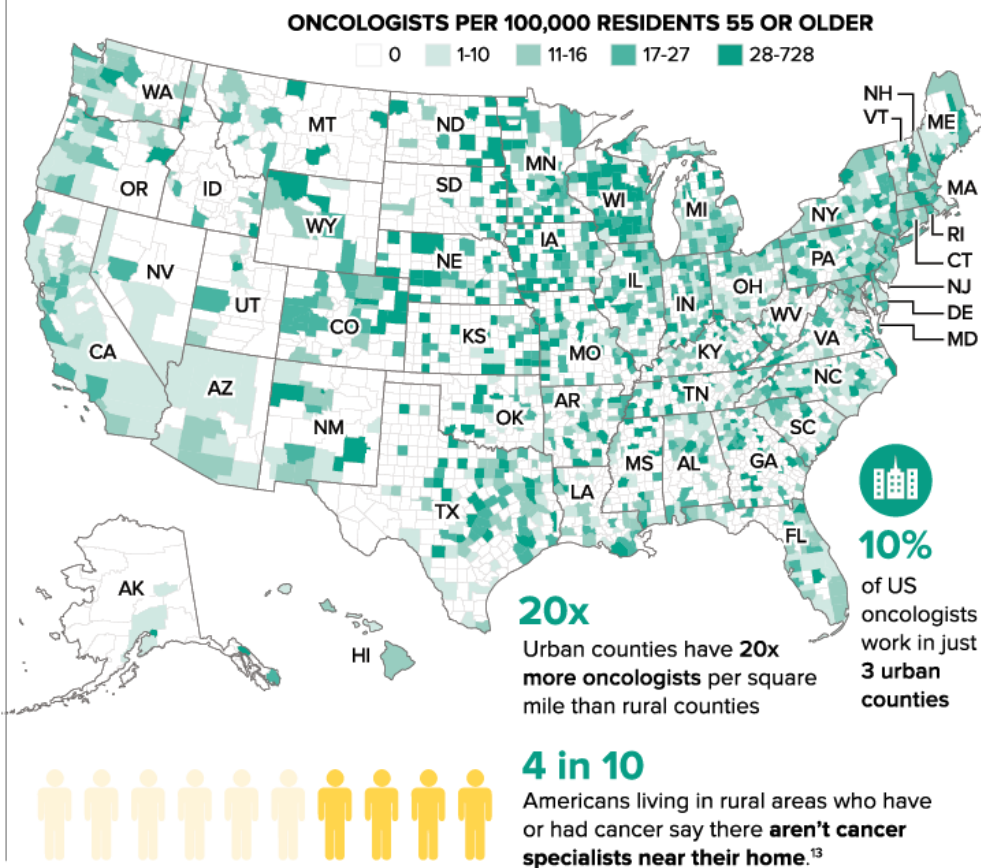 ONCOLOGISTS PER 100,000 RESIDENTS 55 OR OLDER
0 1-10 11-16 17-27 28-728
WA
MT
ND
MN
NH
VT
ME
OR
ID
SD
WI
MI
NY
MA
WY
IA
RI
NE
PA
CT
NV
IL
IN
OH
NJ
UT
CO
WV
DE
KS
MO
KY
VA
MD
CA
AZ
NM
OK
AR
TN
NC
SC
MS
AL
GA
LA
TX
FL
AK
HI
10%
of US
oncologists
work in just
3 urban
counties
20x
Urban counties have 20x
more oncologists per square
mile than rural counties
4 in 10
Americans living in rural areas who have
or had cancer say there aren't cancer
specialists near their home.¹³